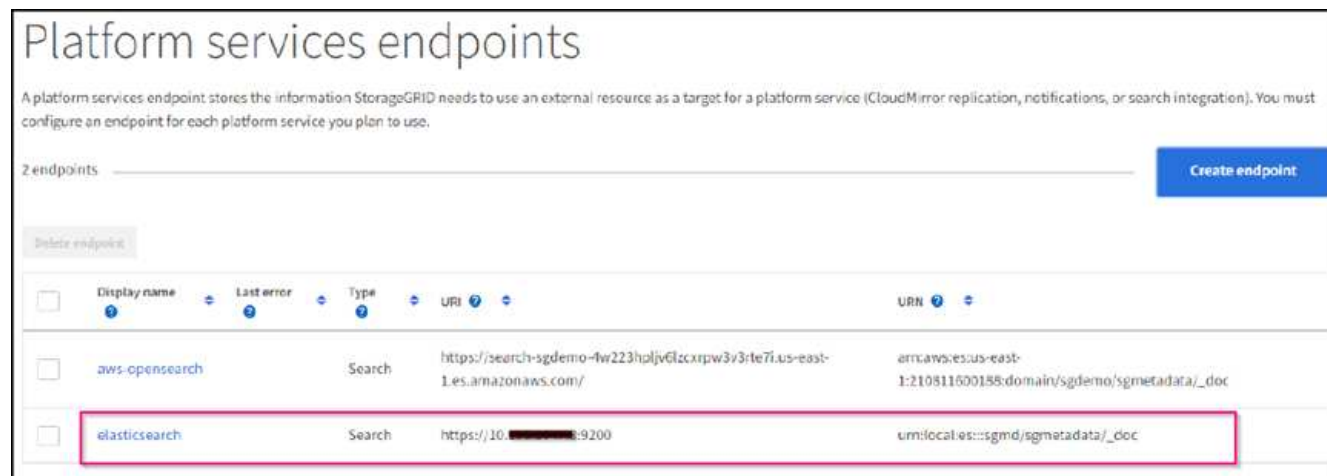 Platform services endpoints
A platform services endpoint stores the information StorageGRID needs to use an external resource as a target for a platform service (CloudMirror replication, notifications, or search integration). You must
configure an endpoint for each platform service you plan to use.
2 endpoints
Create endpoint
Delete endpoint
Display name Last error Type URI URN
aws-opensearch Search https://search-sgdemo-4w223hpljv6lzcxrpw3v3rte7i.us-east- arn:aws:es:us-east-
1.es.amazonaws.com/ 1:210811600188:domain/sgdemo/sgmetadata/_doc
elasticsearch Search https://10. :9200 urn:local:es:::sgmd/sgmetadata/_doc